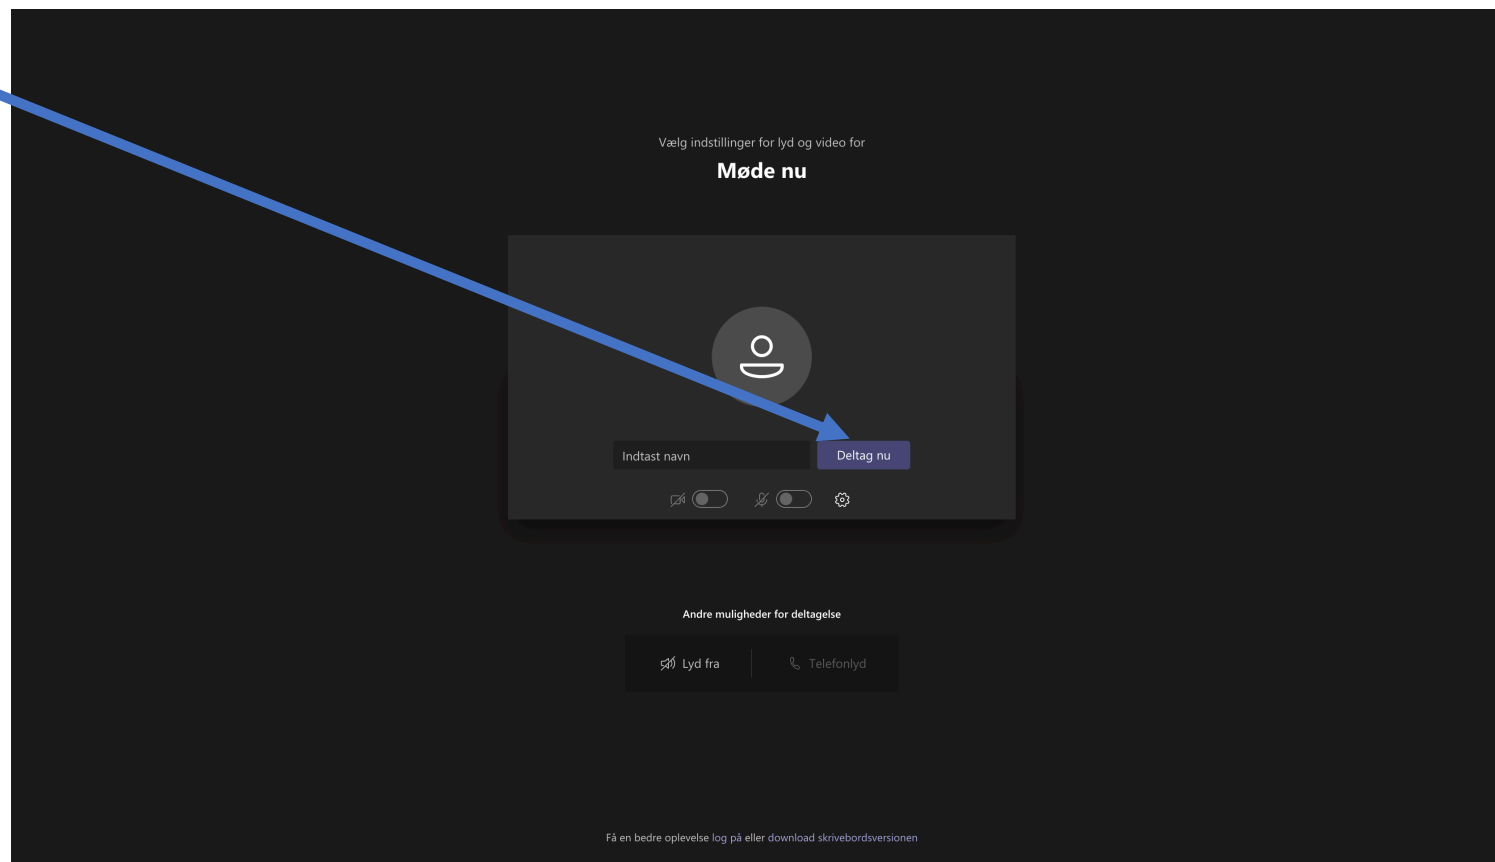 Vælg indstillinger for lyd og video for
Møde nu
Indtast navn
Deltag nu
Andre muligheder for deltagelse
Lyd fra
Telefonlyd
Få en bedre oplevelse log på eller download skrivebordsversionen